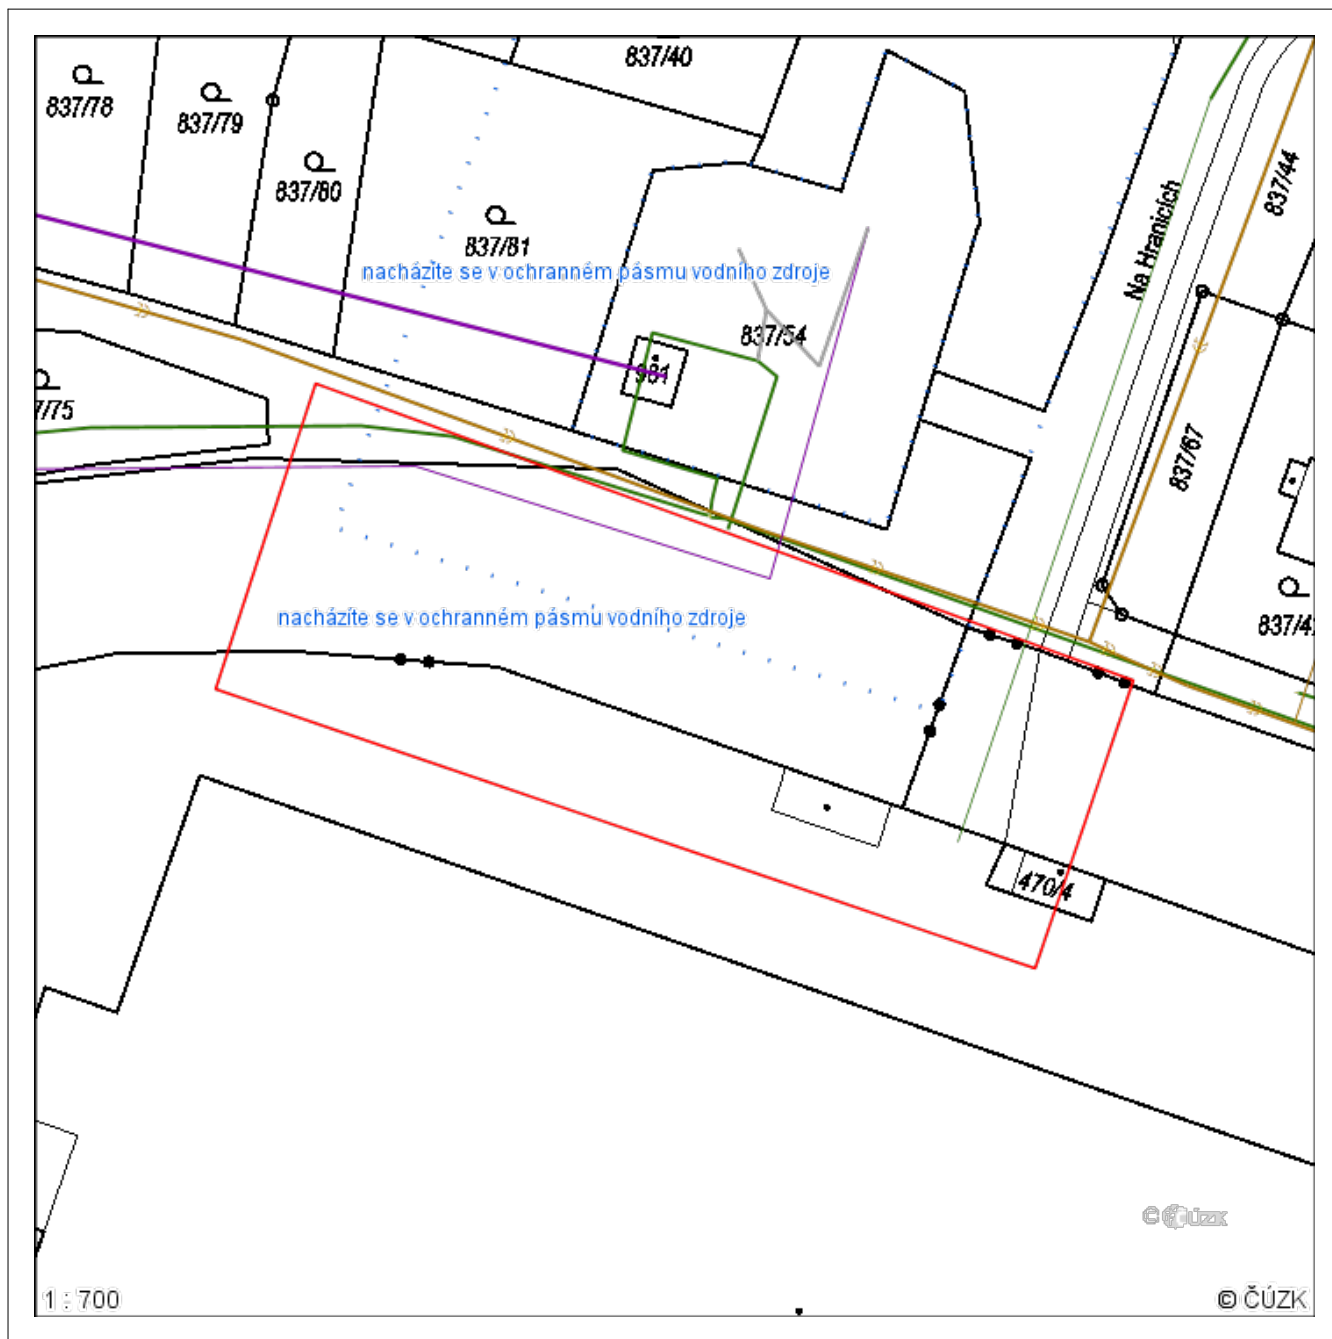 837/40
837/78
837/79
837/80
837/81
837/44
Na Hranicích
nacházíte se v ochranném pásmu vodního zdroje
837/54
981
7/75
837/67
nacházíte se v ochranném pásmu vodního zdroje
837/4
470/4
© ČÚZK
1 : 700
© ČÚZK